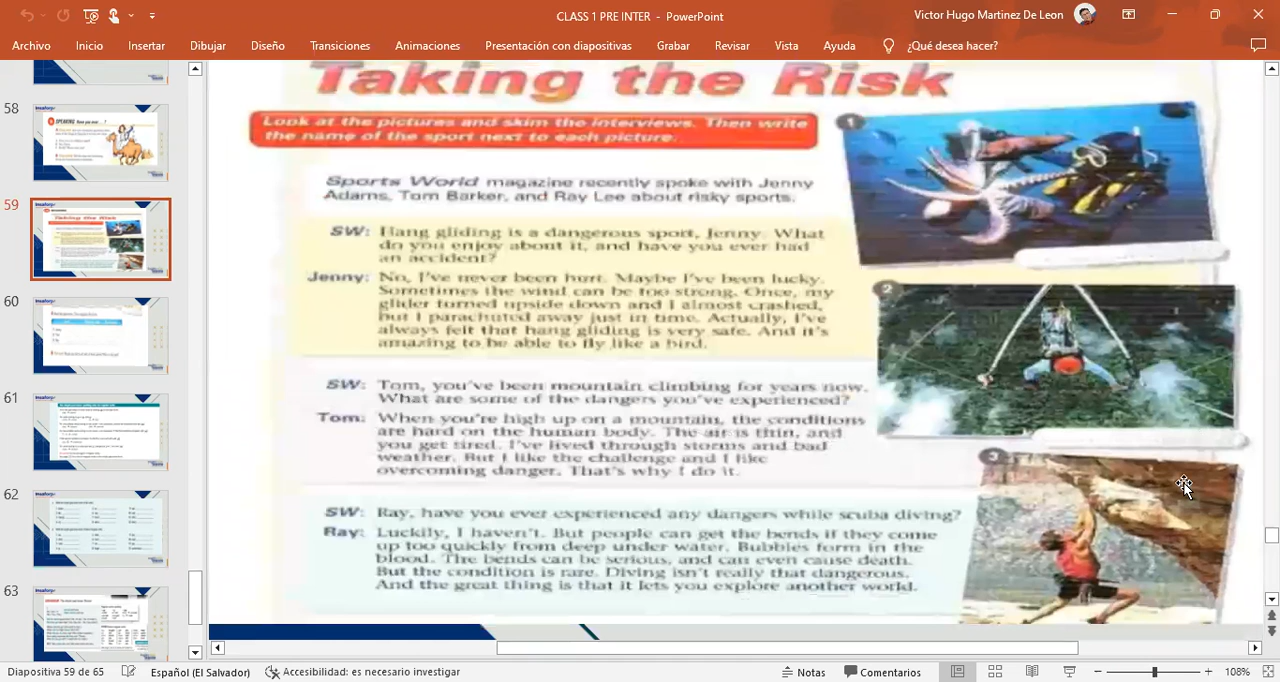 CLASS 1 PRE INTER - PowerPoint
Victor Hugo Martinez De Leon
Archivo Inicio Insertar Dibujar Diseño Transiciones Animaciones Presentación con diapositivas Grabar Revisar Vista Ayuda ¿Qué desea hacer?
58
59
60
61
62
63
Taking the Risk
Look at the pictures and skim the interviews. Then write
the name of the sport next to each picture.
Sports World magazine recently spoke with Jenny
Adams, Tom Barker, and Ray Lee about risky sports.
SW: Hang gliding is a dangerous sport, Jenny. What
do you enjoy about it, and have you ever had
an accident?
Jenny: No, I've never been hurt. Maybe I've been lucky.
Sometimes the wind can be too strong. Once, my
glider turned upside down and I almost crashed,
but I parachuted away just in time. Actually, I've
always felt that hang gliding is very safe. And it's
amazing to be able to fly like a bird.
SW: Tom, you've been mountain climbing for years now.
What are some of the dangers you've experienced?
Tom: When you're high up on a mountain, the conditions
are hard on the human body. The air is thin, and
you get tired. I've lived through storms and bad
weather. But I like the challenge and I like
overcoming danger. That's why I do it.
SW: Ray, have you ever experienced any dangers while scuba diving?
Ray: Luckily, I haven't. But people can get the bends if they come
up too quickly from deep under water. Bubbles form in the
blood. The bends can be serious, and can even cause death.
But the condition is rare. Diving isn't really that dangerous.
And the great thing is that it lets you explore another world.
1
2
3
Diapositiva 59 de 65 Español (El Salvador) Accesibilidad: es necesario investigar Notas Comentarios 108%